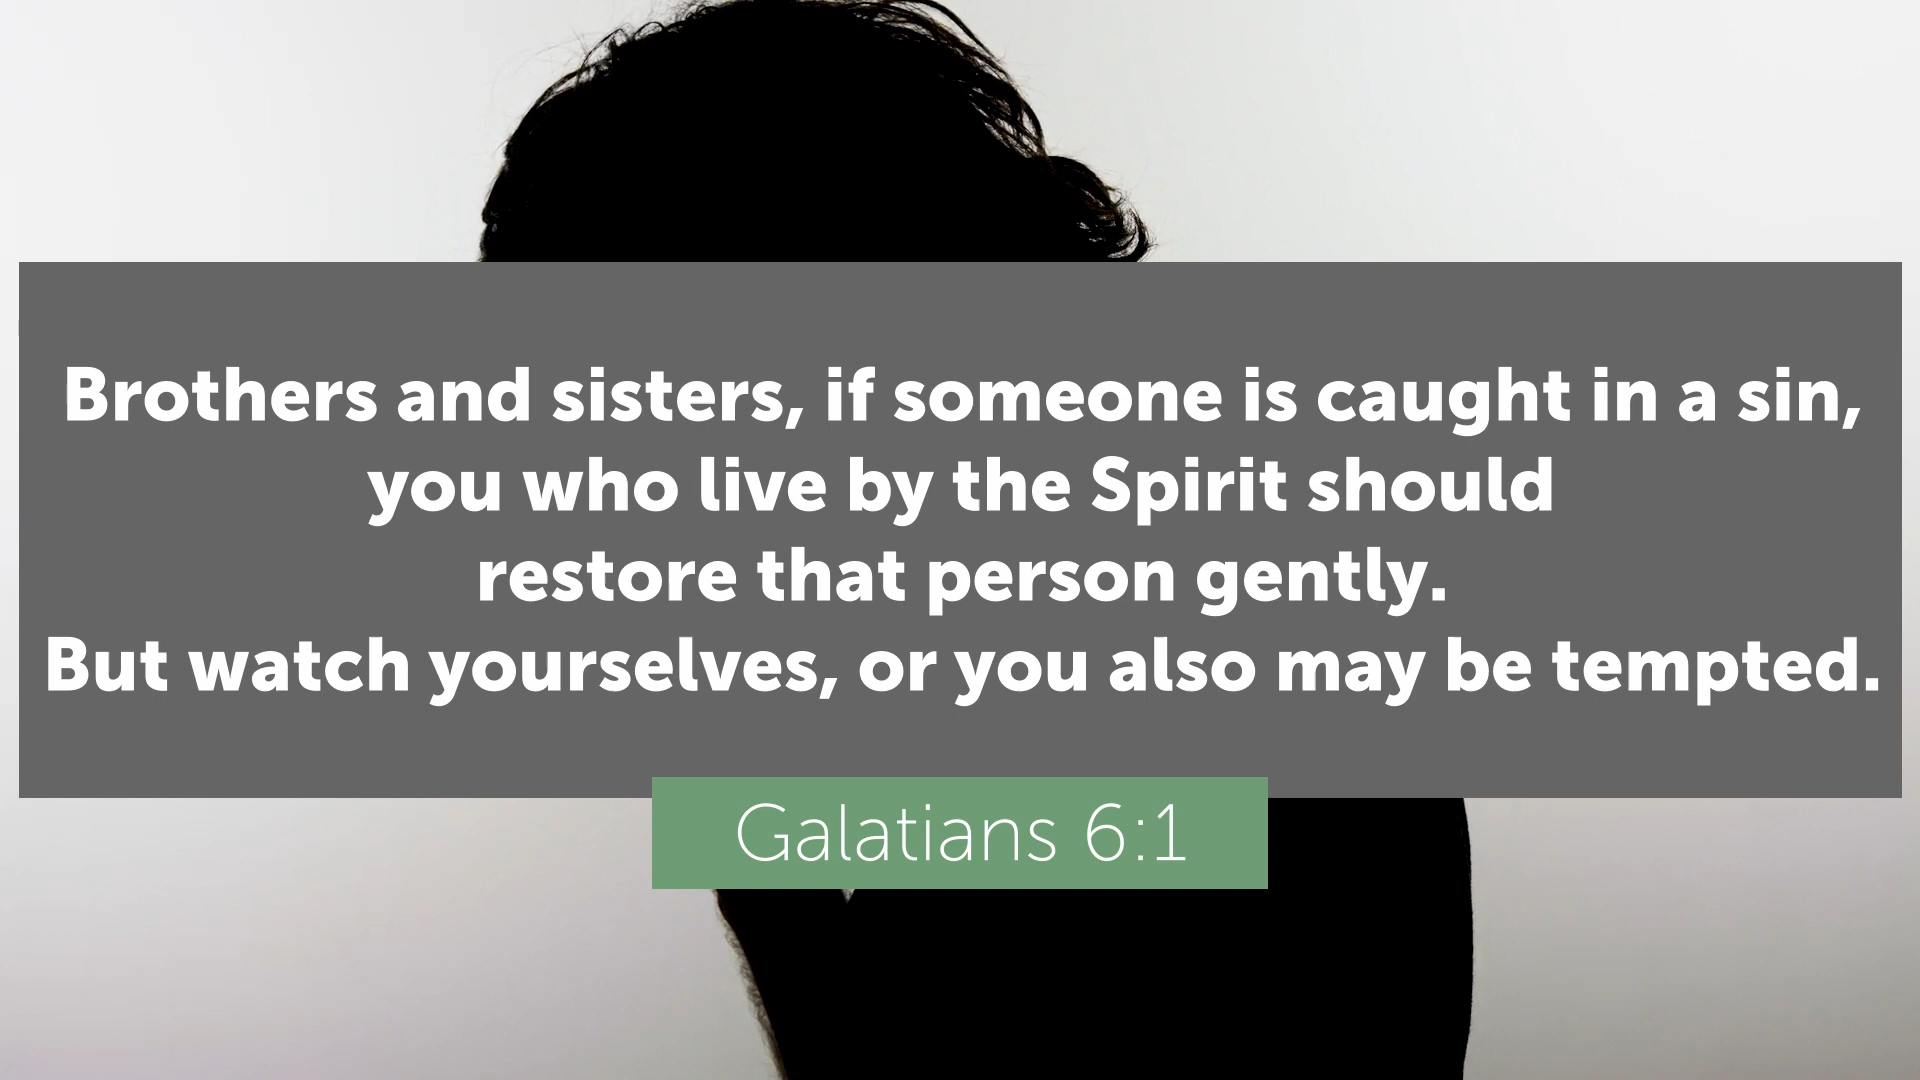 Brothers and sisters, if someone is caught in a sin,
you who live by the Spirit should
restore that person gently.
But watch yourselves, or you also may be tempted.
Galatians 6:1